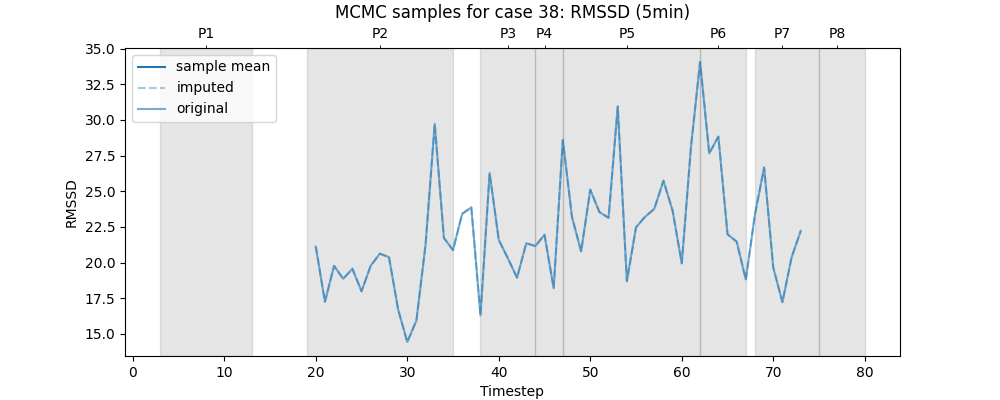 MCMC samples for case 38: RMSSD (5min)
P1 P2 P3 P4 P5 P6 P7 P8
sample mean
imputed
original
35.0
32.5
30.0
27.5
25.0
22.5
20.0
17.5
15.0
RMSSD
0 10 20 30 40 50 60 70 80
Timestep